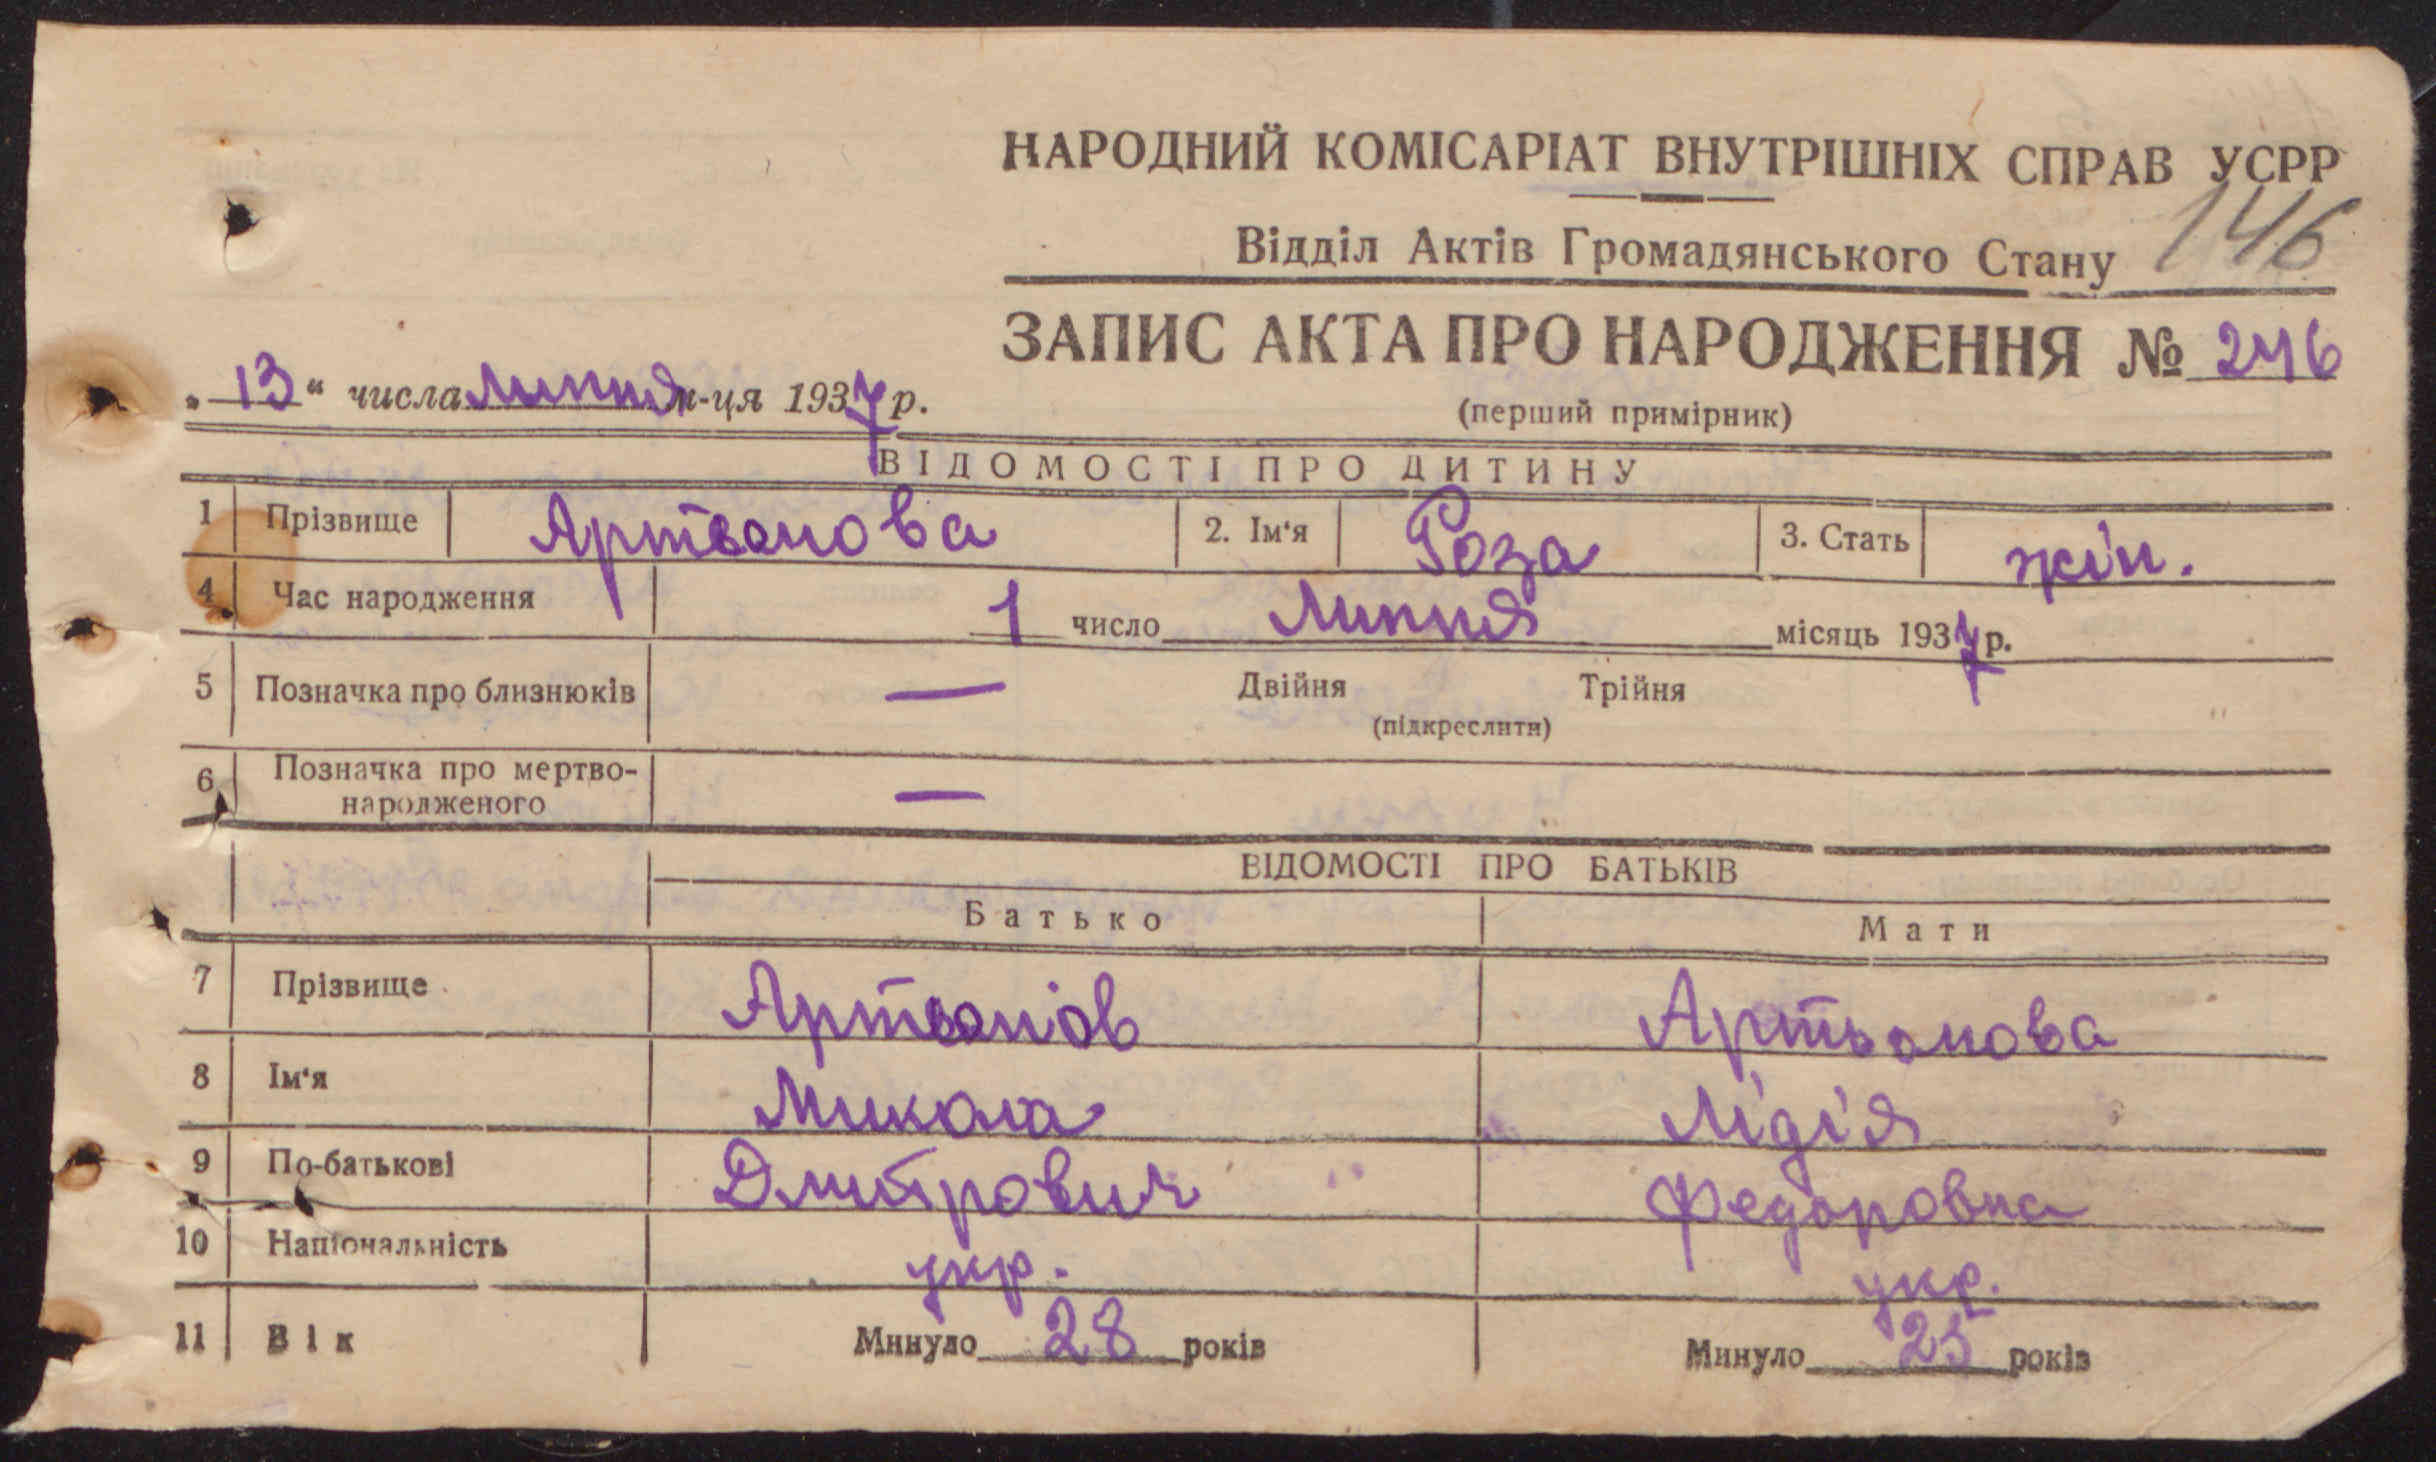 НАРОДНИЙ КОМІСАРІАТ ВНУТРІШНІХ СПРАВ УСРР
Відділ Актів Громадянського Стану 146
ЗАПИС АКТА ПРО НАРОДЖЕННЯ № 246
„13“ числа липня м-ця 1937 р.
(перший примірник)
ВІДОМОСТІ ПРО ДИТИНУ
1 Прізвище Артьомова 2. Ім‘я Роза 3. Стать жін.
4 Час народження 1 число липня місяць 1937 р.
5 Позначка про близнюків — Двійня Трійня
(підкреслити)
6 Позначка про мертво-
народженого —
ВІДОМОСТІ ПРО БАТЬКІВ
Батько Мати
7 Прізвище Артьомов Артьомова
8 Ім‘я Микола Лідія
9 По-батькові Дмитрович Федоровна
10 Національність укр. укр.
11 Вік Минуло 28 років Минуло 25 років